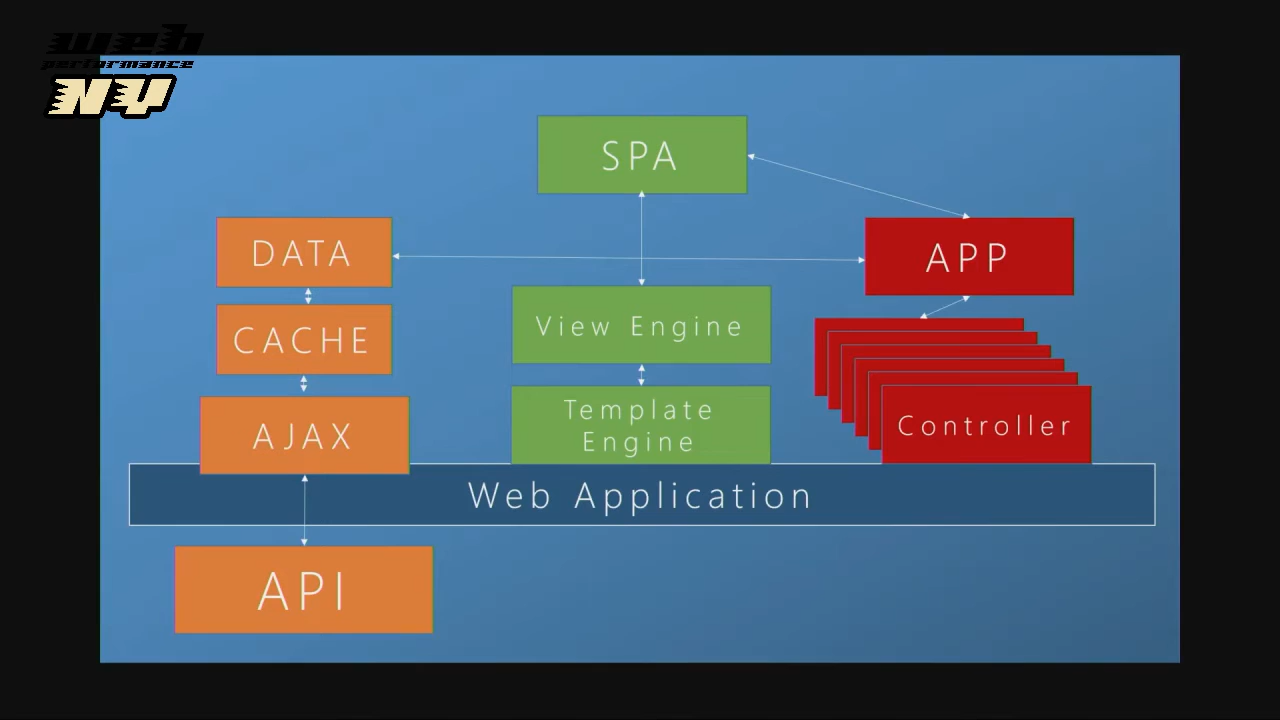 web
performance
NY
SPA
DATA
APP
CACHE
View Engine
AJAX
Template
Engine
Controller
Web Application
API